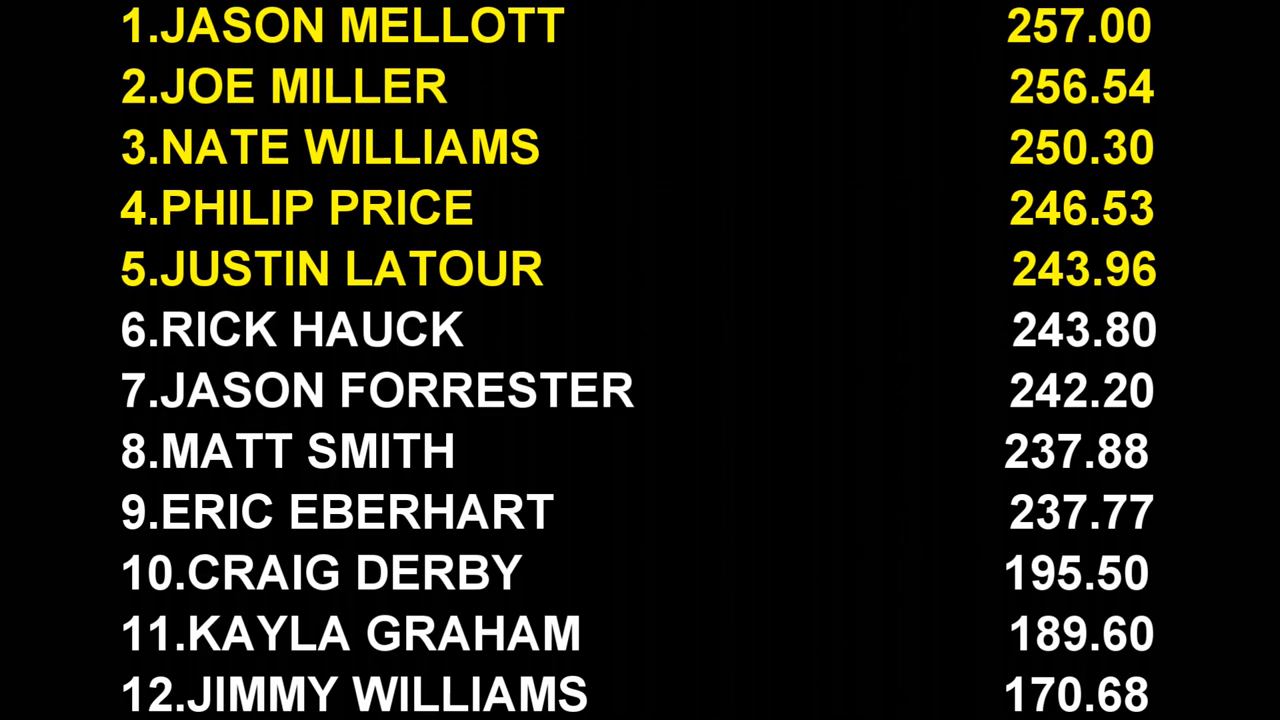 1.JASON MELLOTT 257.00
2.JOE MILLER 256.54
3.NATE WILLIAMS 250.30
4.PHILIP PRICE 246.53
5.JUSTIN LATOUR 243.96
6.RICK HAUCK 243.80
7.JASON FORRESTER 242.20
8.MATT SMITH 237.88
9.ERIC EBERHART 237.77
10.CRAIG DERBY 195.50
11.KAYLA GRAHAM 189.60
12.JIMMY WILLIAMS 170.68